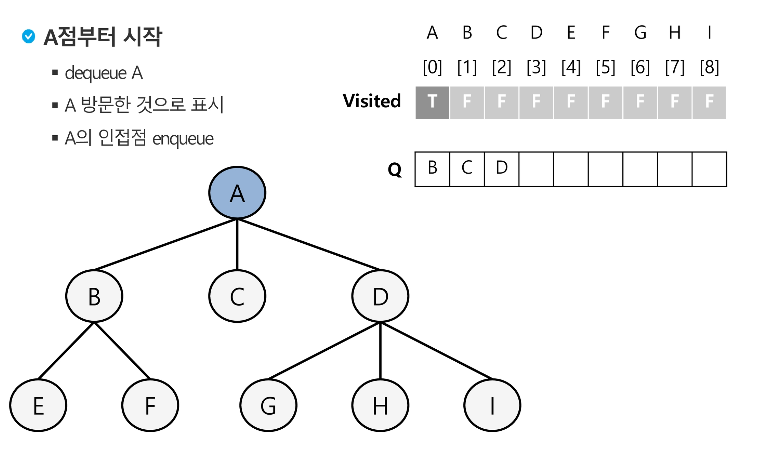 A점부터 시작
▪ dequeue A
▪ A 방문한 것으로 표시
▪ A의 인접점 enqueue
A B C D E F G H I
[0] [1] [2] [3] [4] [5] [6] [7] [8]
Visited T F F F F F F F F
Q B C D
A
B C D
E F G H I